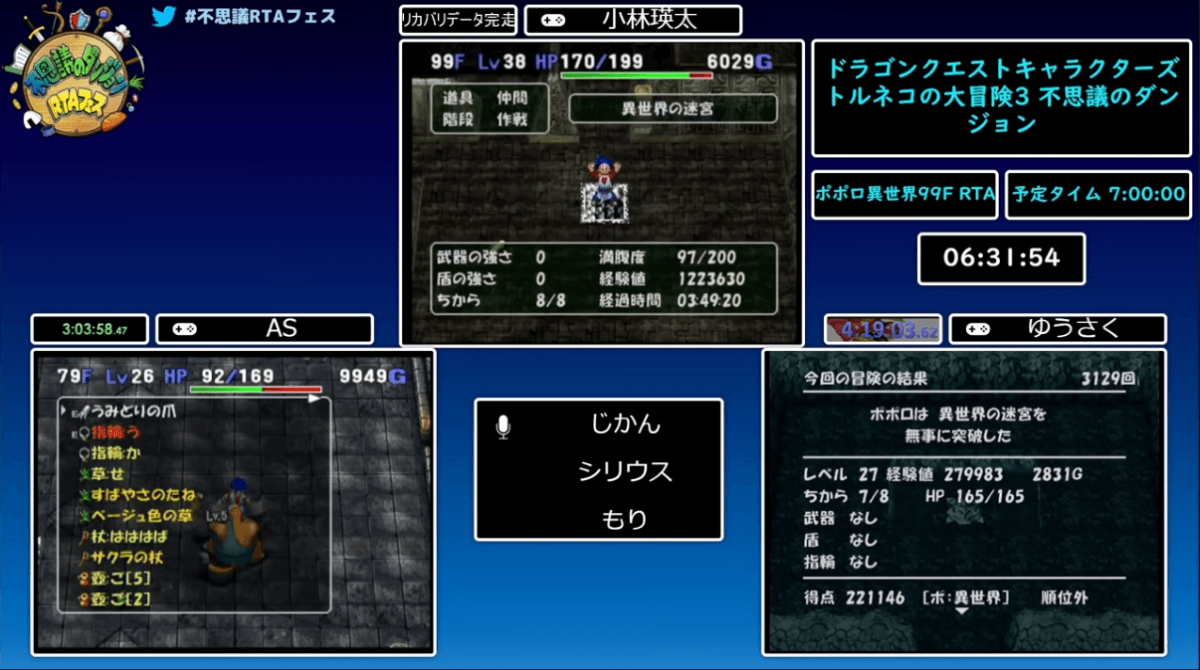 #不思議RTAフェス
不思議のダンジョン
RTAフェス
リカバリデータ完走
小林瑛太
99F Lv38 HP170/199 6029G
道具 仲間
階段 作戦
異世界の迷宮
武器の強さ 0 満腹度 97/200
盾の強さ 0 経験値 1223630
ちから 8/8 経過時間 03:49:20
ドラゴンクエストキャラクターズ
トルネコの大冒険3 不思議のダン
ジョン
ポポロ異世界99F RTA
予定タイム 7:00:00
06:31:54
3:03:58.47
AS
79F Lv26 HP 92/169 9949G
E うみどりの爪
E 指輪:う
指輪:か
草:せ
すばやさのたね
ベージュ色の草
杖:はははは
サクラの杖
壺:ご[5]
壺:ご[2]
Lv.5
じかん
シリウス
もり
4:19:03.62
ゆうさく
今回の冒険の結果 3129回
ポポロは 異世界の迷宮を
無事に突破した
レベル 27 経験値 279983 2831G
ちから 7/8 HP 165/165
武器 なし
盾 なし
指輪 なし
得点 221146 [ポ:異世界] 順位外